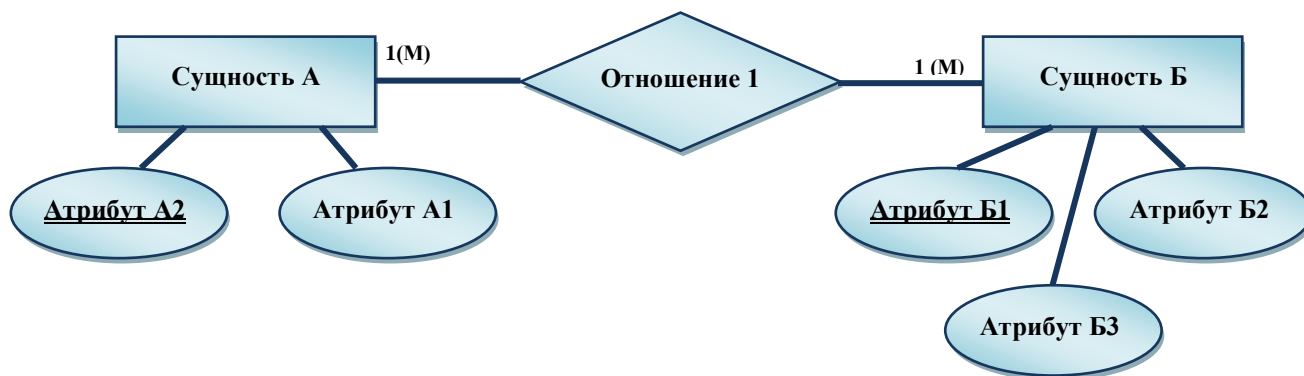 Сущность А
1(М)
Отношение 1
1 (М)
Сущность Б
Атрибут А2
Атрибут А1
Атрибут Б1
Атрибут Б2
Атрибут Б3